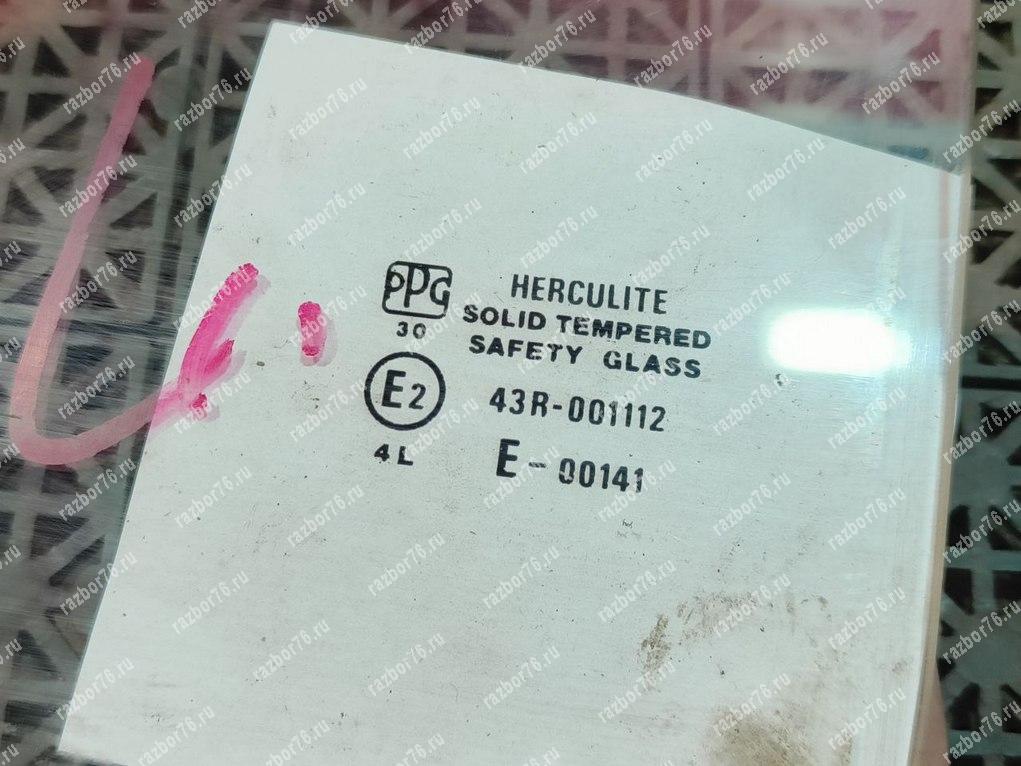 PPG
HERCULITE
30
SOLID TEMPERED
SAFETY GLASS
E2
43R-001112
4L
E-00141
razbor76.ru